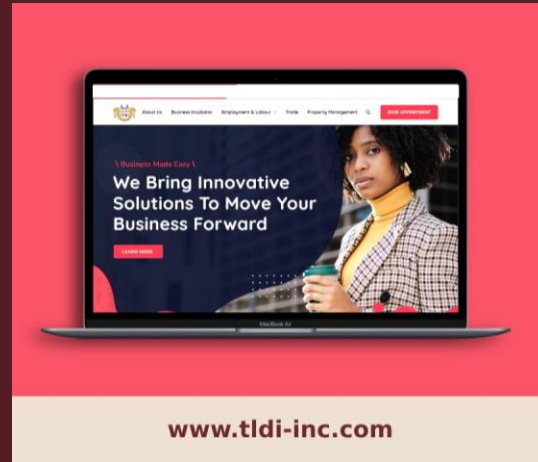 About Us Business Incubator Employment & Labour Trade Property Management BOOK APPOINTMENT
\ Business Made Easy \
We Bring Innovative
Solutions To Move Your
Business Forward
LEARN MORE
MacBook Air
www.tldi-inc.com